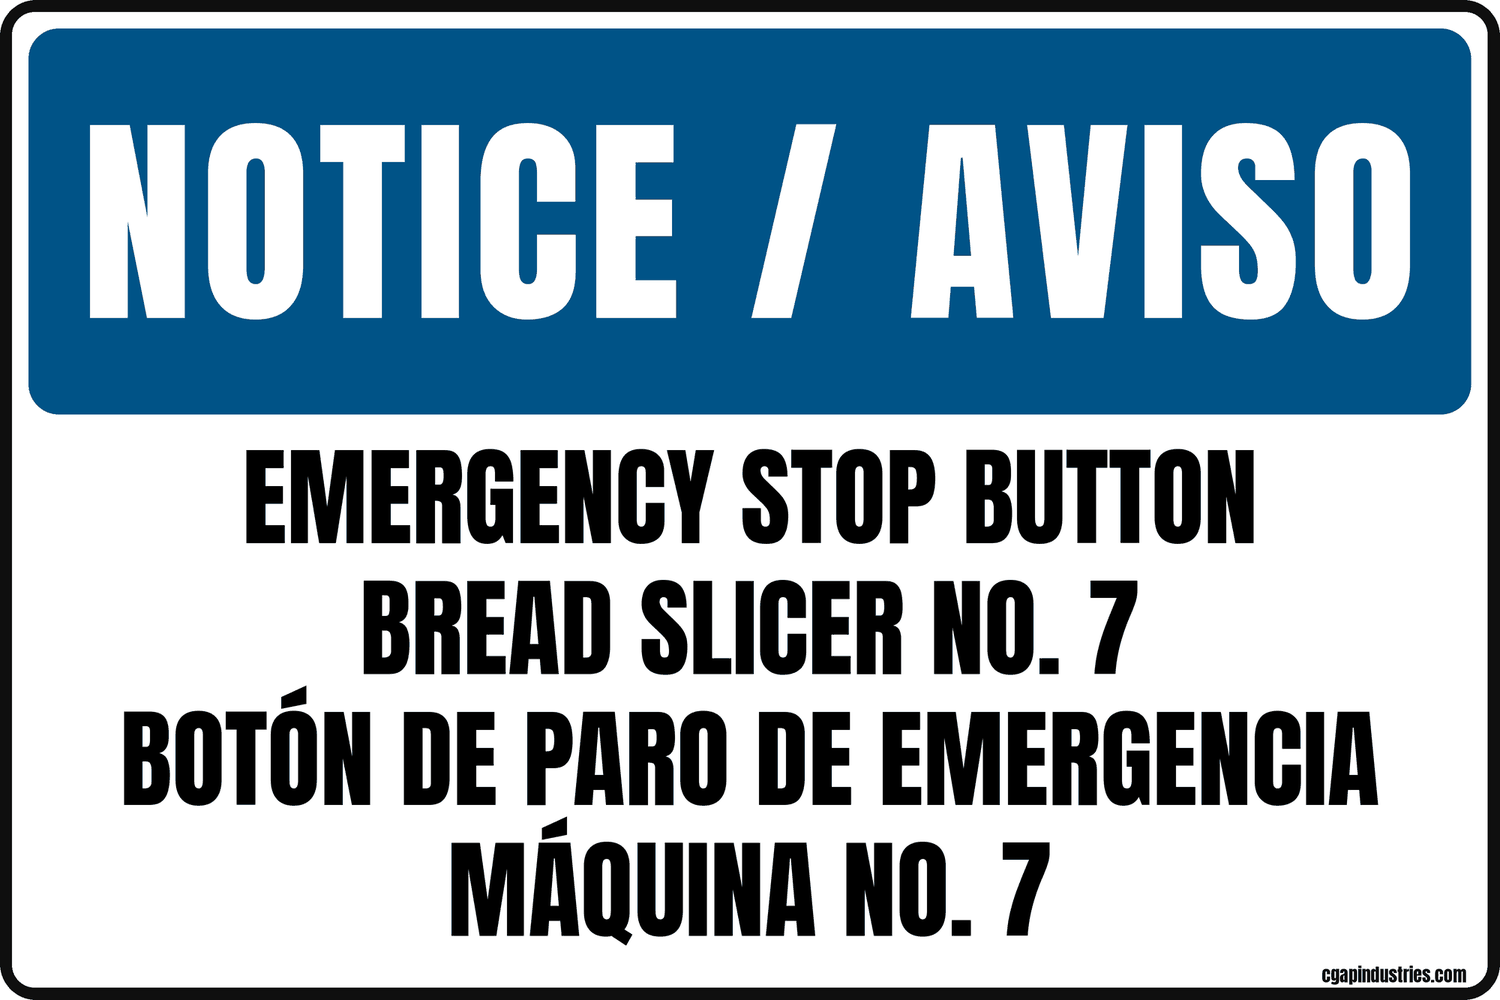 NOTICE / AVISO
EMERGENCY STOP BUTTON
BREAD SLICER NO. 7
BOTÓN DE PARO DE EMERGENCIA
MÁQUINA NO. 7
cgapindustries.com